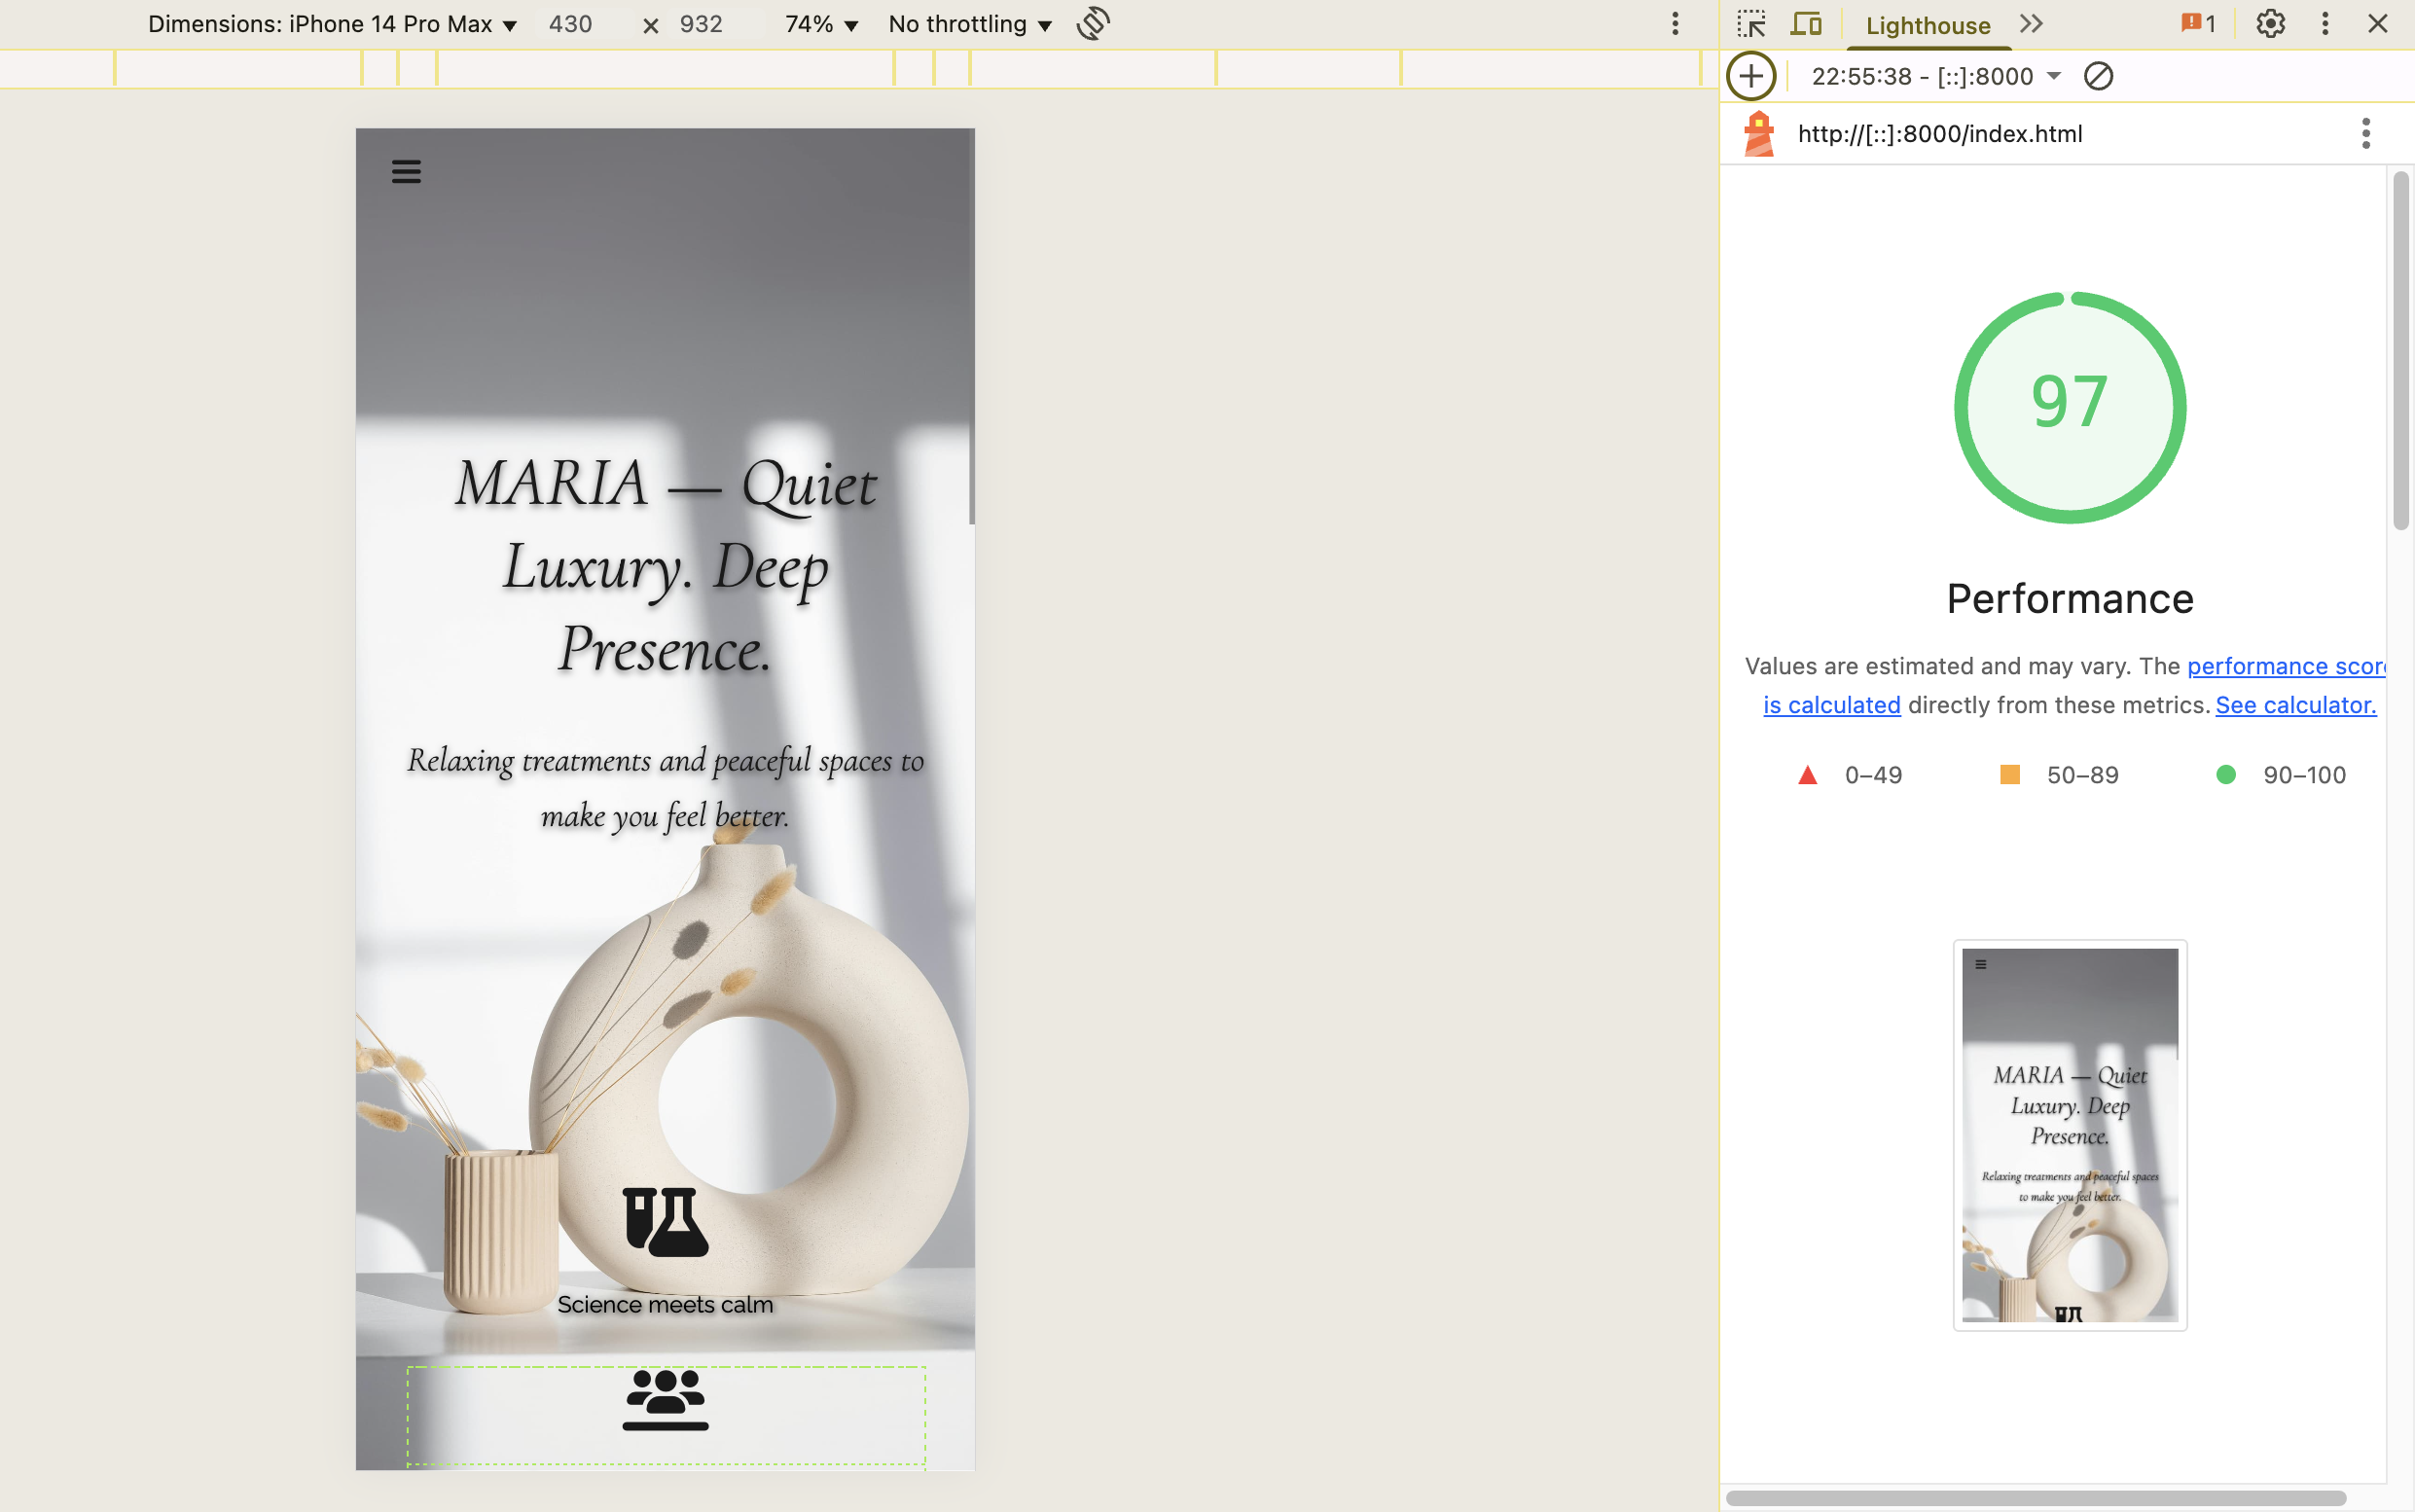 Dimensions: iPhone 14 Pro Max ▼ 430 × 932 74% ▼ No throttling ▼
Lighthouse
1
22:55:38 - [::]:8000
http://[::]:8000/index.html
MARIA — Quiet
Luxury. Deep
Presence.
Relaxing treatments and peaceful spaces to
make you feel better.
Science meets calm
97
Performance
Values are estimated and may vary. The performance score
is calculated directly from these metrics. See calculator.
0–49 50–89 90–100
MARIA — Quiet
Luxury. Deep
Presence.
Relaxing treatments and peaceful spaces
to make you feel better.